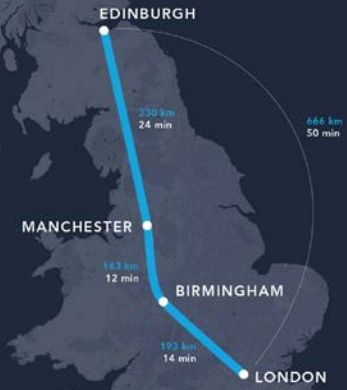 EDINBURGH
330 km
24 min
666 km
50 min
MANCHESTER
143 km
12 min
BIRMINGHAM
193 km
14 min
LONDON